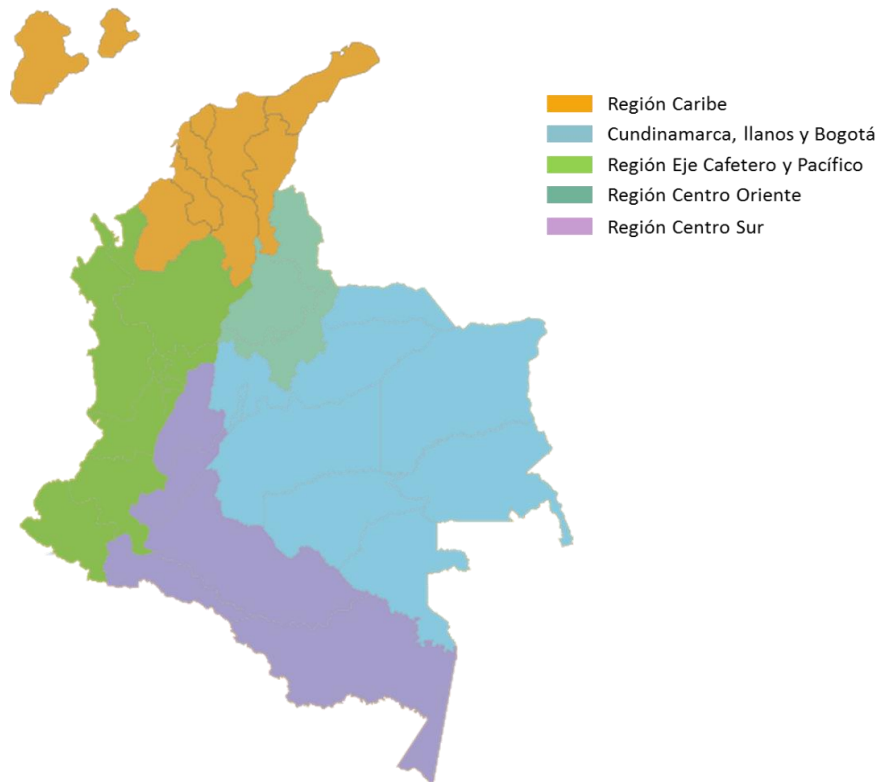 Región Caribe
Cundinamarca, llanos y Bogotá
Región Eje Cafetero y Pacífico
Región Centro Oriente
Región Centro Sur